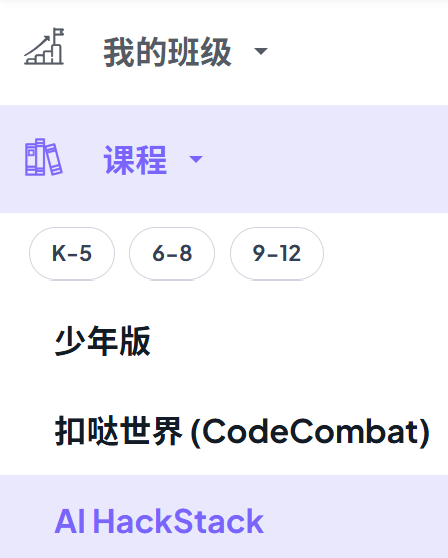 我的班级
课程
K-5 6-8 9-12
少年版
扣哒世界 (CodeCombat)
AI HackStack